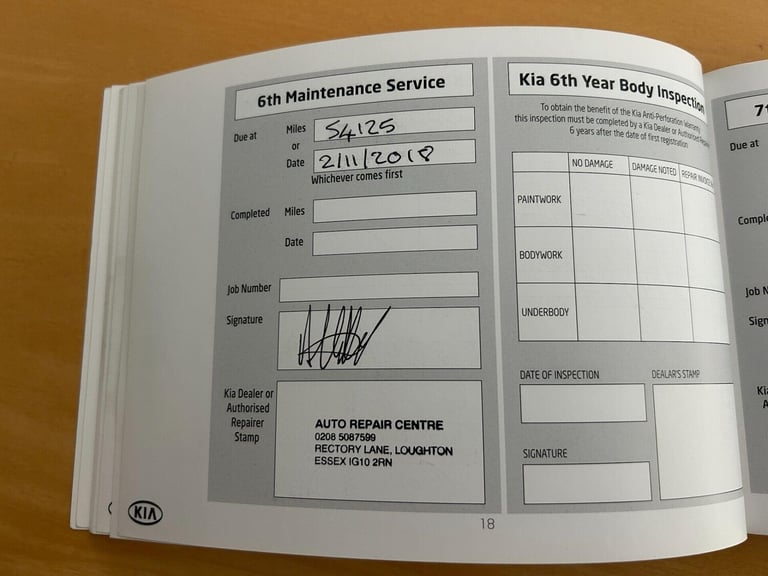 6th Maintenance Service
Due at
Miles
54125
or
Date
2/11/2018
Whichever comes first
Completed
Miles
Date
Job Number
Signature
Kia Dealer or
Authorised
Repairer
Stamp
AUTO REPAIR CENTRE
0208 5087599
RECTORY LANE, LOUGHTON
ESSEX IG10 2RN
KIA
Kia 6th Year Body Inspection
To obtain the benefit of the Kia Anti-Perforation Warranty
this inspection must be completed by a Kia Dealer or Authorised
6 years after the date of first registration
NO DAMAGE
DAMAGE NOTED
REPAIR
PAINTWORK
BODYWORK
UNDERBODY
DATE OF INSPECTION
DEALAR'S STAMP
SIGNATURE
18
Due at